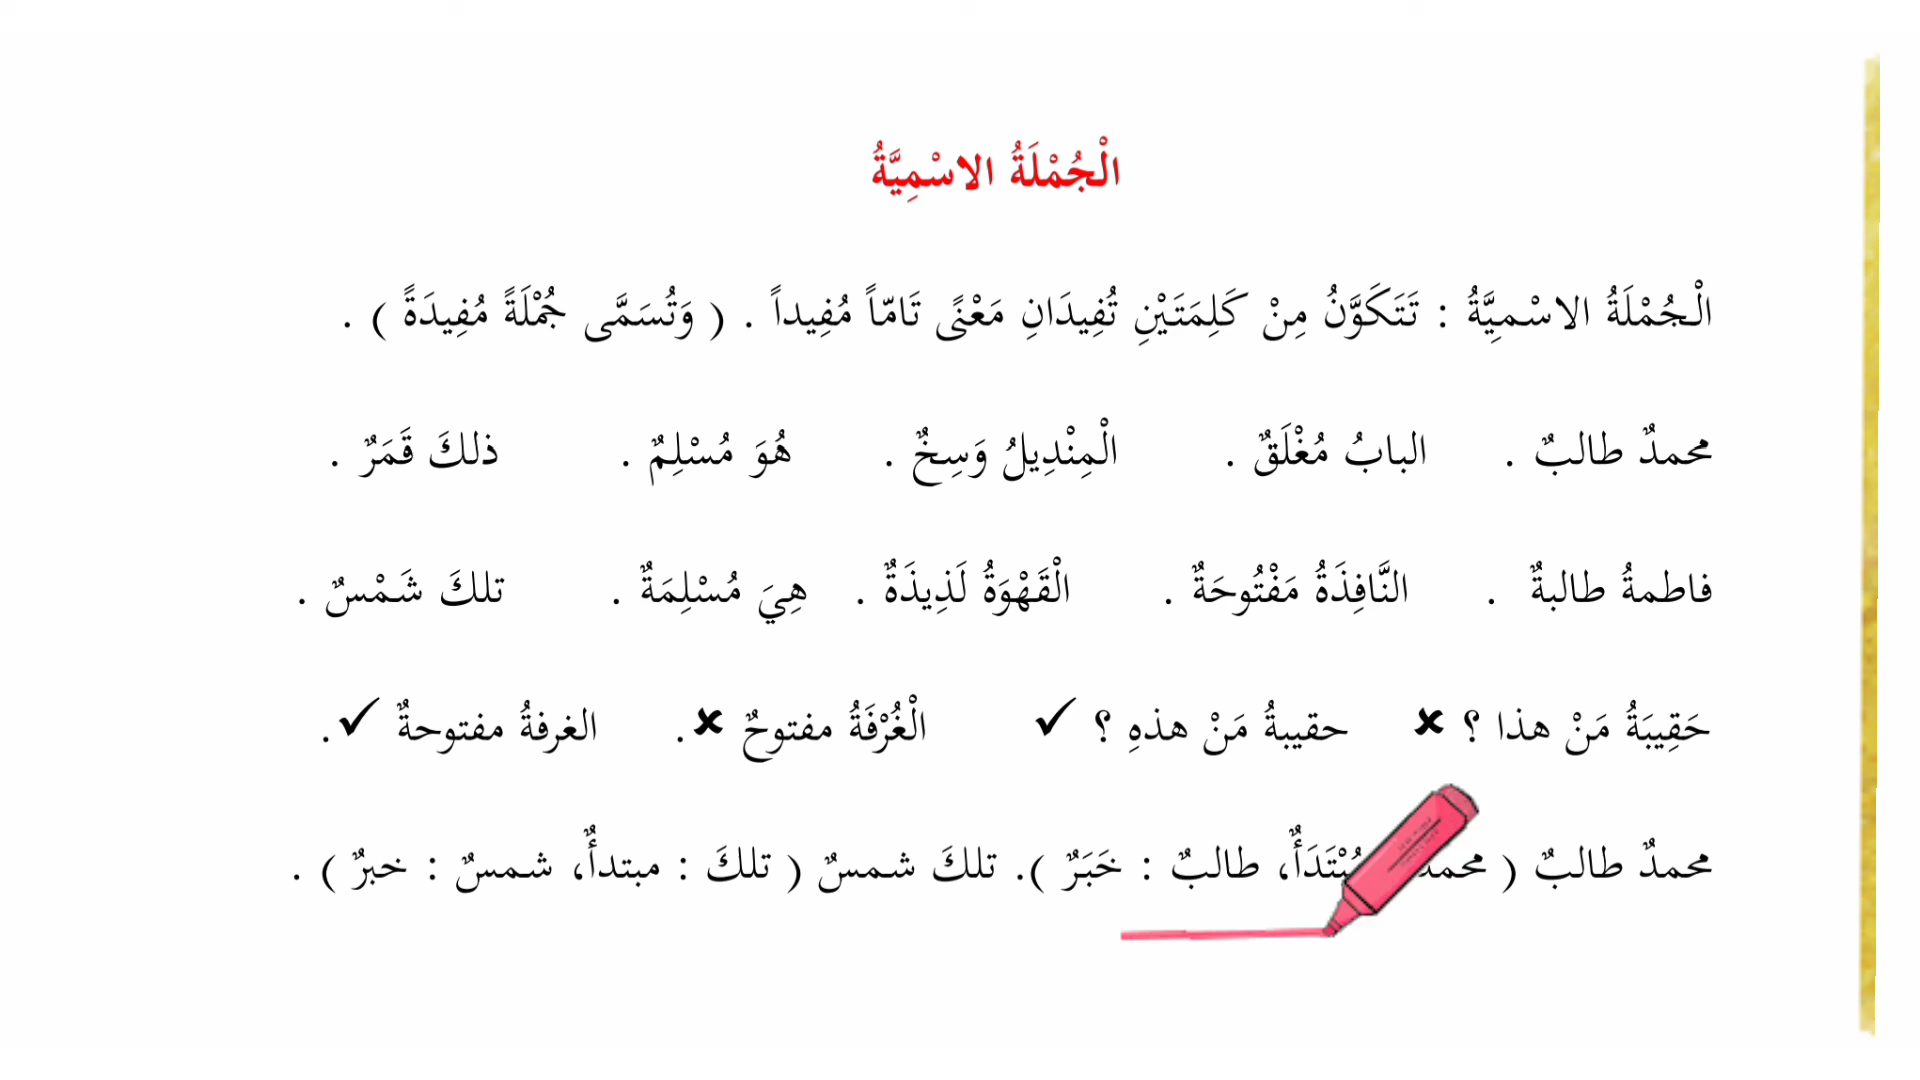 الْجُمْلَةُ الاسْمِيَّةُ
الْجُمْلَةُ الاسْمِيَّةُ : تَتَكَوَّنُ مِنْ كَلِمَتَيْنِ تُفِيدَانِ مَعْنًى تَامّاً مُفِيداً . ( وَتُسَمَّى جُمْلَةً مُفِيدَةً ) .
محمدٌ طالبٌ . البابُ مُغْلَقٌ . الْمِنْدِيلُ وَسِخٌ . هُوَ مُسْلِمٌ . ذلكَ قَمَرٌ .
فاطمةُ طالبةٌ . النَّافِذَةُ مَفْتُوحَةٌ . الْقَهْوَةُ لَذِيذَةٌ . هِيَ مُسْلِمَةٌ . تلكَ شَمْسٌ .
حَقِيبَةُ مَنْ هذا ؟ ✘ حقيبةُ مَنْ هذهِ ؟ ✓ الْغُرْفَةُ مفتوحٌ ✘. الغرفةُ مفتوحةٌ ✓.
محمدٌ طالبٌ ( طالبٌ : خَبَرٌ ). تلكَ شمسٌ ( تلكَ : مبتدأٌ، شمسٌ : خبرٌ ) .